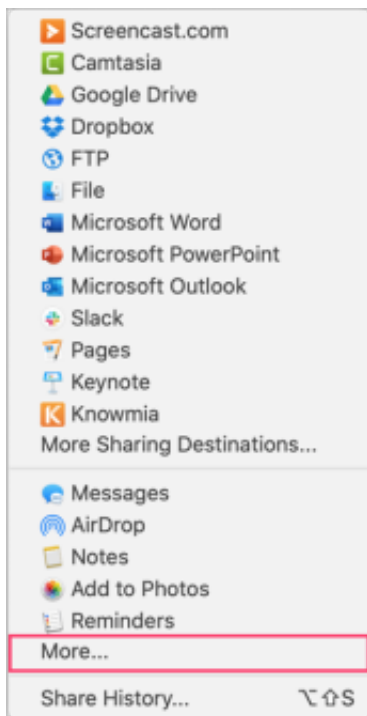 Screencast.com
Camtasia
Google Drive
Dropbox
FTP
File
Microsoft Word
Microsoft PowerPoint
Microsoft Outlook
Slack
Pages
Keynote
Knowmia
More Sharing Destinations...
Messages
AirDrop
Notes
Add to Photos
Reminders
More...
Share History... ⌥⇧S